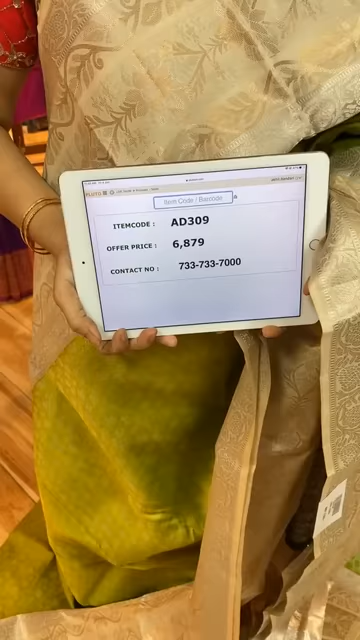 Item Code / Barcode
ITEMCODE : AD309
OFFER PRICE : 6,879
CONTACT NO : 733-733-7000